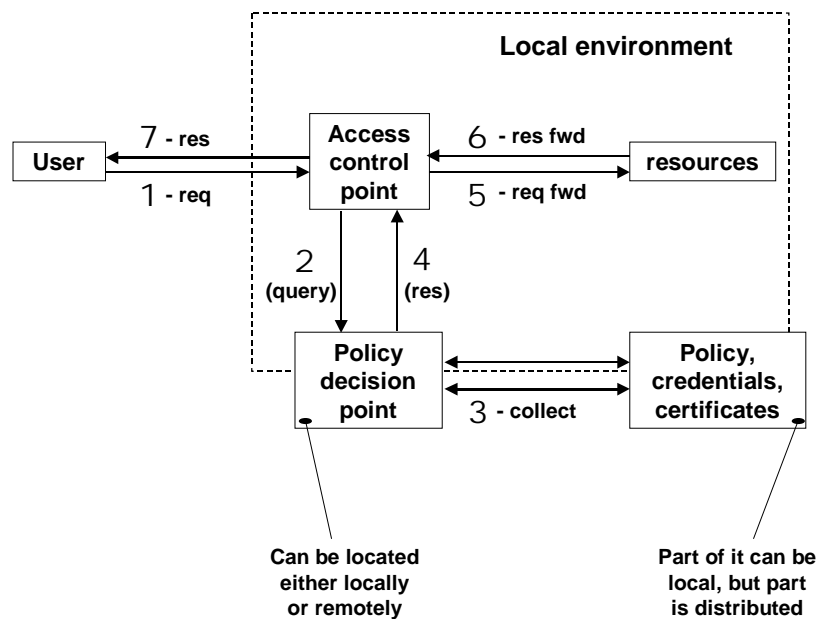 Local environment
7 - res
User
1 - req
Access
control
point
6 - res fwd
5 - req fwd
resources
2
(query)
4
(res)
Policy
decision
point
3 - collect
Policy,
credentials,
certificates
Can be located
either locally
or remotely
Part of it can be
local, but part
is distributed